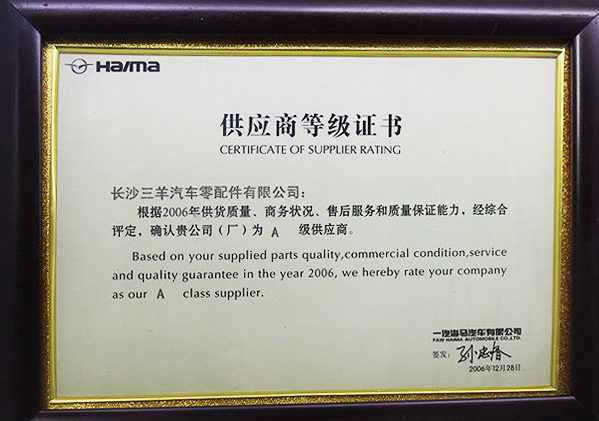 HAIMA
供应商等级证书
CERTIFICATE OF SUPPLIER RATING
长沙三羊汽车零配件有限公司:
根据2006年供货质量、商务状况、售后服务和质量保证能力，经综合
评定，确认贵公司（厂）为 A 级供应商。
Based on your supplied parts quality,commercial condition,service
and quality guarantee in the year 2006, we hereby rate your company
as our A class supplier.
一汽海马汽车有限公司
FAW HAIMA AUTOMOBILE CO.,LTD.
签发: 孙忠春
2006年12月28日